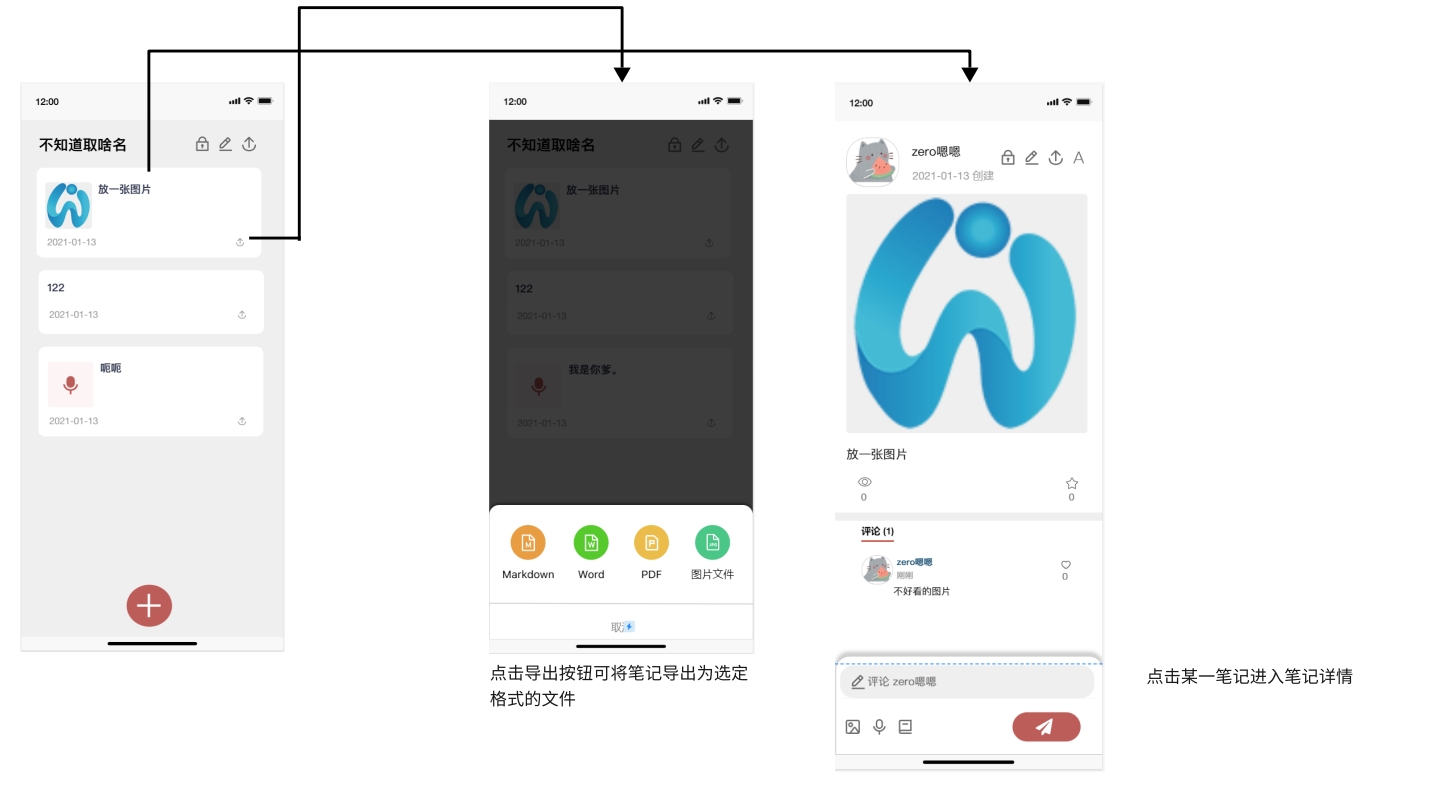 12:00
不知道取啥名
放一张图片
2021-01-13
122
2021-01-13
呃呃
2021-01-13
12:00
不知道取啥名
放一张图片
2021-01-13
122
2021-01-13
我是你爹。
2021-01-13
M
W
P
JPG
Markdown
Word
PDF
图片文件
取
点击导出按钮可将笔记导出为选定
格式的文件
12:00
zero嗯嗯
2021-01-13 创建
A
放一张图片
0
0
评论 (1)
zero嗯嗯
刚刚
0
不好看的图片
评论 zero嗯嗯
点击某一笔记进入笔记详情